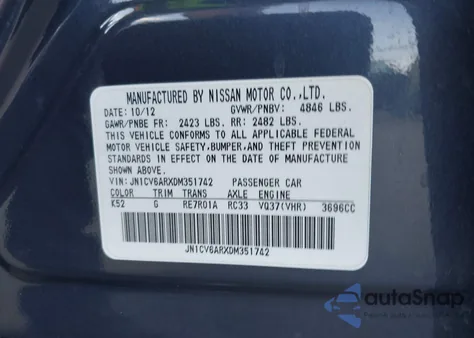 MANUFACTURED BY NISSAN MOTOR CO.,LTD.
DATE: 10/12 GVWR/PNBV: 4846 LBS.
GAWR/PNBE FR: 2423 LBS. RR: 2482 LBS.
THIS VEHICLE CONFORMS TO ALL APPLICABLE FEDERAL
MOTOR VEHICLE SAFETY,BUMPER,AND THEFT PREVENTION
STANDARDS IN EFFECT ON THE DATE OF MANUFACTURE
SHOWN ABOVE.
VIN: JN1CV6ARXDM351742 PASSENGER CAR
COLOR TRIM TRANS AXLE ENGINE
K52 G RE7R01A RC33 VQ37(VHR) 3696CC
JN1CV6ARXDM351742
autoSnap